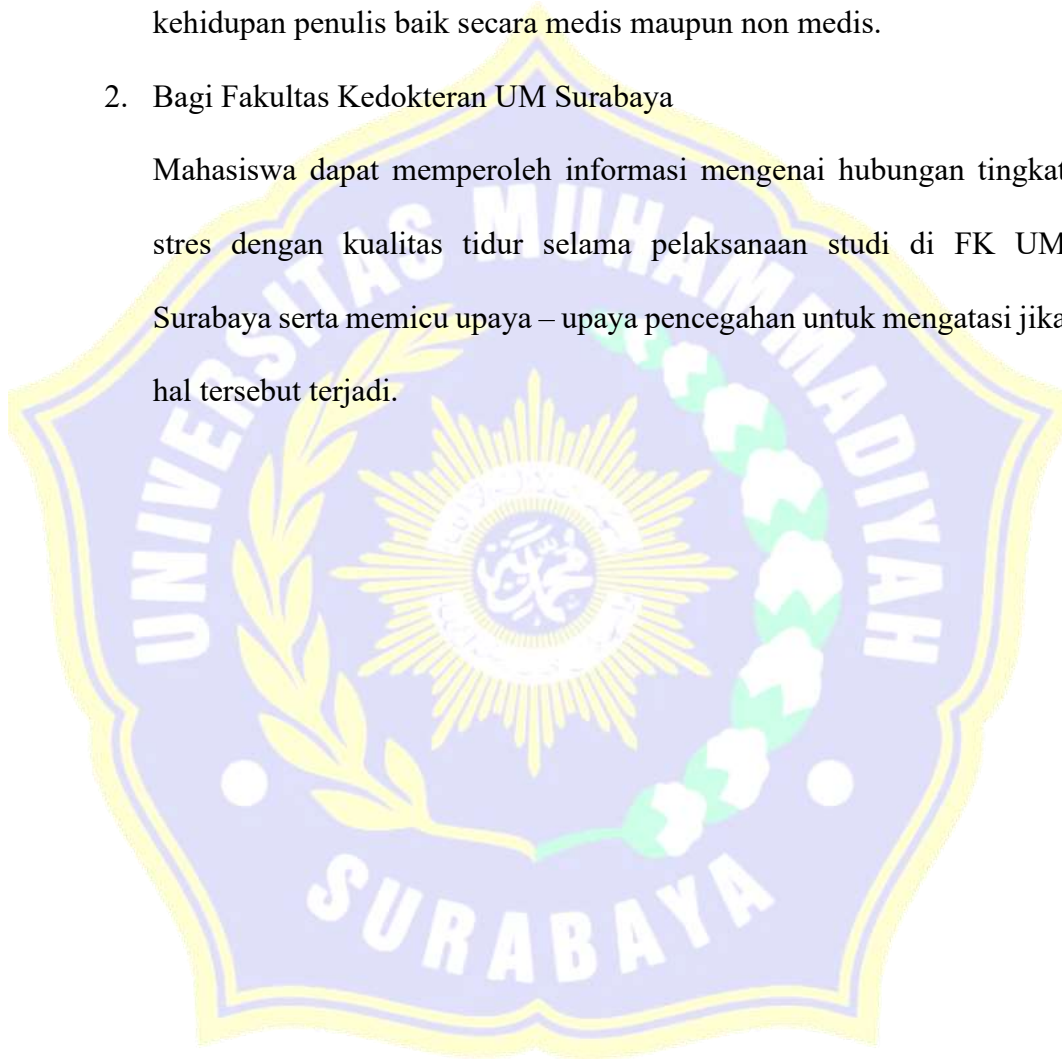 kehidupan penulis baik secara medis maupun non medis.
2. Bagi Fakultas Kedokteran UM Surabaya
Mahasiswa dapat memperoleh informasi mengenai hubungan tingkat
stres dengan kualitas tidur selama pelaksanaan studi di FK UM
Surabaya serta memicu upaya – upaya pencegahan untuk mengatasi jika
hal tersebut terjadi.
UNIVERSITAS MUHAMMADIYAH
SURABAYA